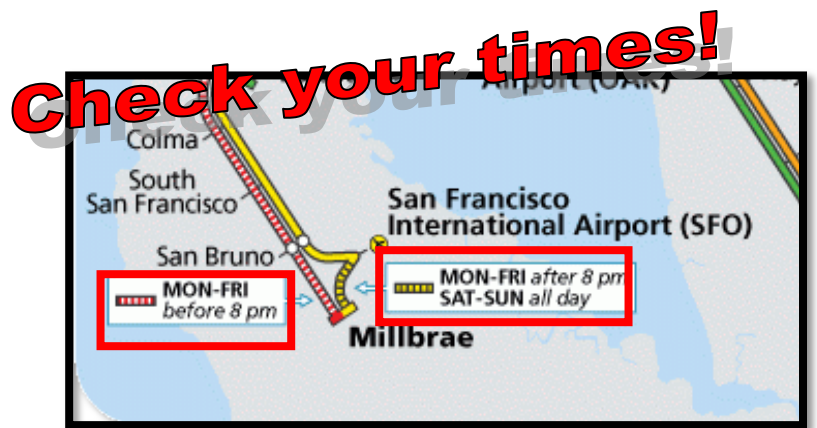 Check your times!
Airport (OAK)
Colma
South
San Francisco
San Francisco
International Airport (SFO)
San Bruno
MON-FRI
before 8 pm
MON-FRI after 8 pm
SAT-SUN all day
Millbrae